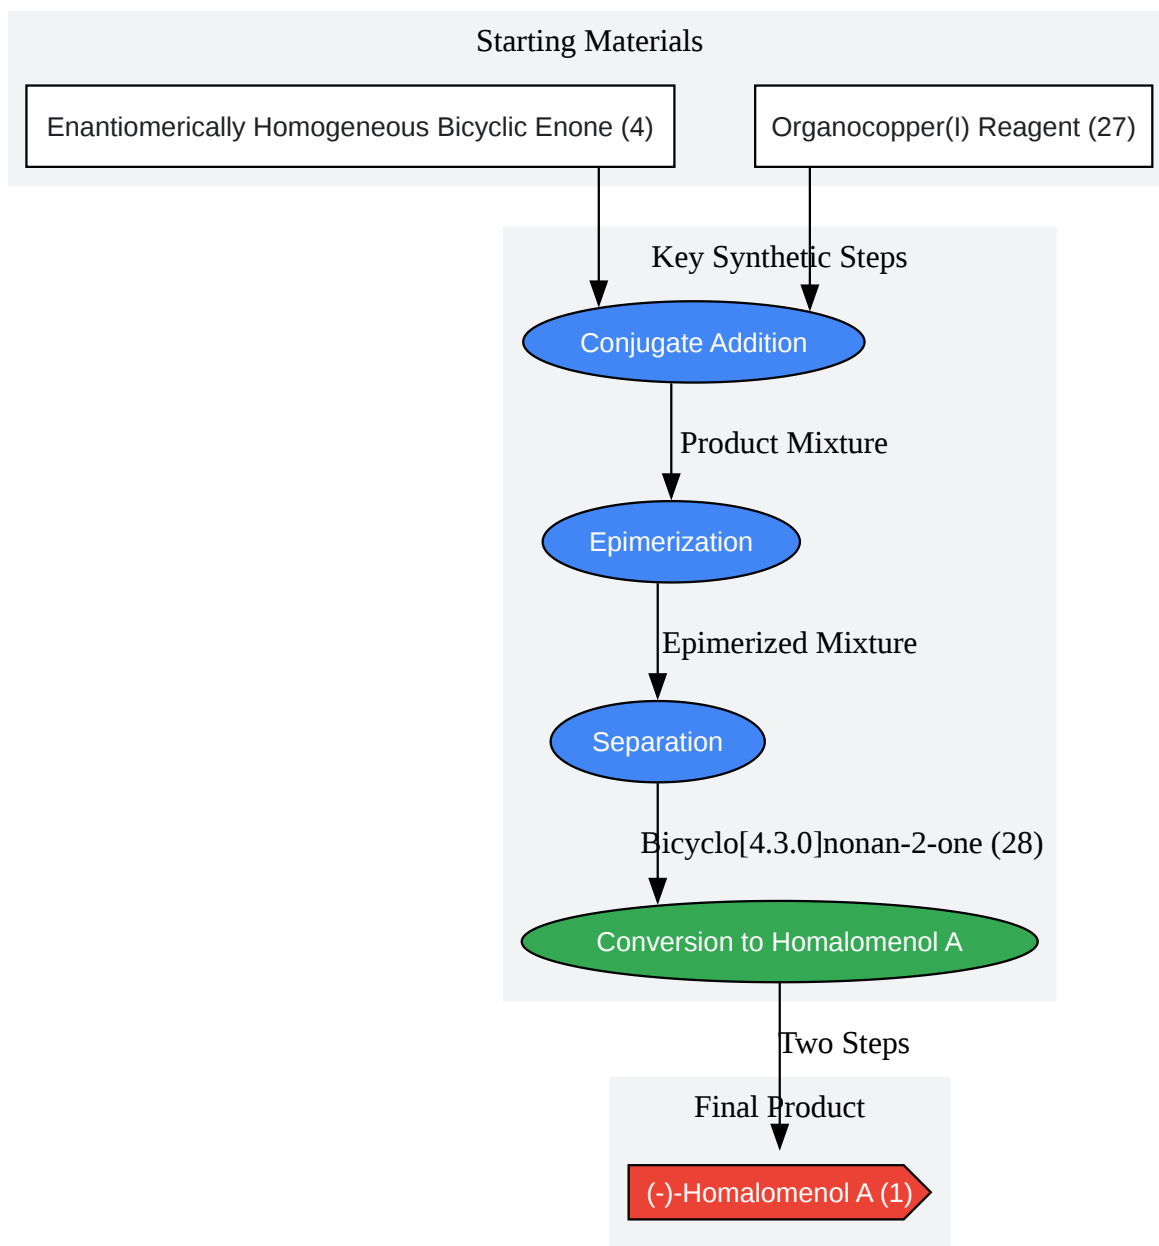 Starting Materials
Enantiomerically Homogeneous Bicyclic Enone (4)
Organocopper(I) Reagent (27)
Key Synthetic Steps
Conjugate Addition
Product Mixture
Epimerization
Epimerized Mixture
Separation
Bicyclo[4.3.0]nonan-2-one (28)
Conversion to Homalomenol A
Two Steps
Final Product
(-)-Homalomenol A (1)